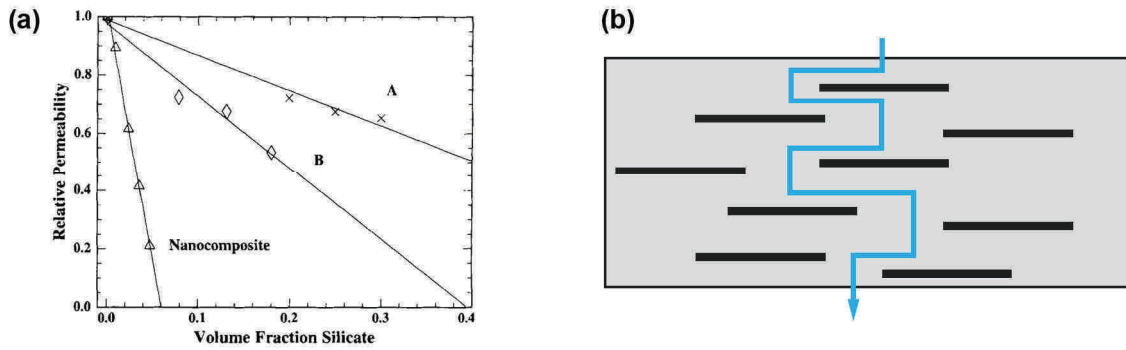 (a)
1.0
0.8
0.6
0.4
0.2
0.0
Relative Permeability
A
B
Nanocomposite
0.0 0.1 0.2 0.3 0.4
Volume Fraction Silicate
(b)